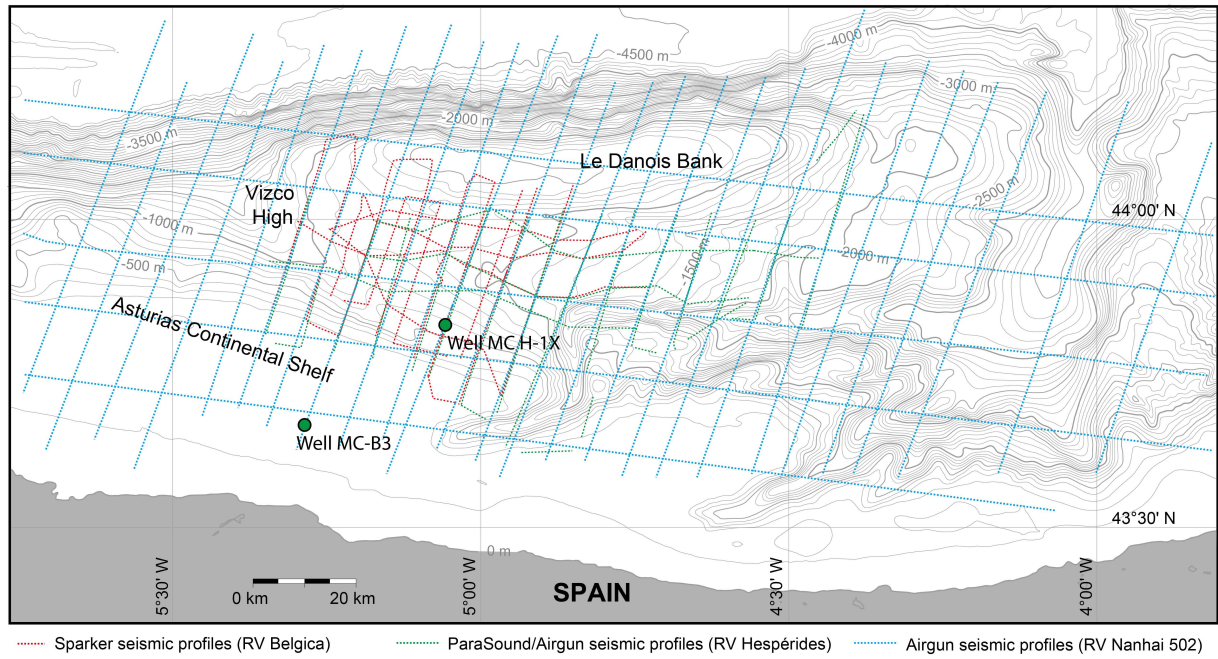 -4500 m
-4000 m
-3000 m
-3500 m
-2000 m
Le Danois Bank
Vizco
High
-2500 m
44°00' N
-1000 m
-1500 m
-2000 m
-500 m
Asturias Continental Shelf
Well MC H-1X
Well MC-B3
43°30' N
0 m
5°30' W
5°00' W
4°30' W
4°00' W
0 km
20 km
SPAIN
Sparker seismic profiles (RV Belgica)
ParaSound/Airgun seismic profiles (RV Hespérides)
Airgun seismic profiles (RV Nanhai 502)